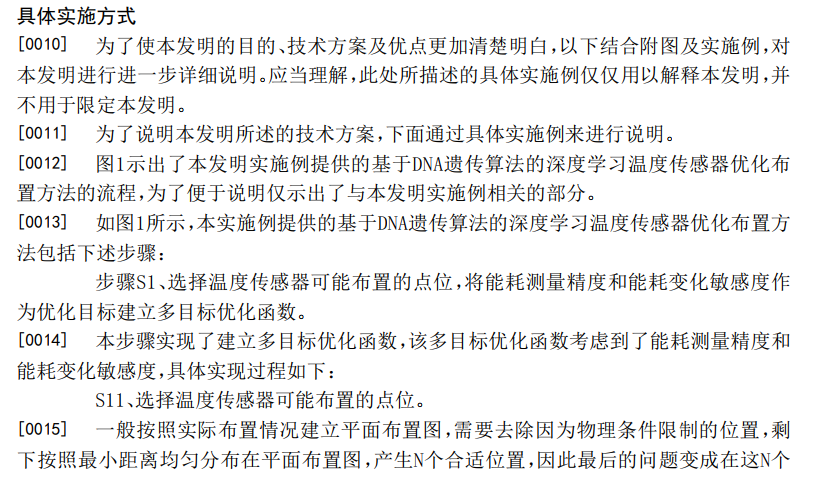 具体实施方式
[0010] 为了使本发明的目的、技术方案及优点更加清楚明白,以下结合附图及实施例,对
本发明进行进一步详细说明。应当理解,此处所描述的具体实施例仅仅用以解释本发明,并
不用于限定本发明。
[0011] 为了说明本发明所述的技术方案,下面通过具体实施例来进行说明。
[0012] 图1示出了本发明实施例提供的基于DNA遗传算法的深度学习温度传感器优化布
置方法的流程,为了便于说明仅示出了与本发明实施例相关的部分。
[0013] 如图1所示,本实施例提供的基于DNA遗传算法的深度学习温度传感器优化布置方
法包括下述步骤:
步骤S1、选择温度传感器可能布置的点位,将能耗测量精度和能耗变化敏感度作
为优化目标建立多目标优化函数。
[0014] 本步骤实现了建立多目标优化函数,该多目标优化函数考虑到了能耗测量精度和
能耗变化敏感度,具体实现过程如下:
S11、选择温度传感器可能布置的点位。
[0015] 一般按照实际布置情况建立平面布置图,需要去除因为物理条件限制的位置,剩
下按照最小距离均匀分布在平面布置图,产生N个合适位置,因此最后的问题变成在这N个